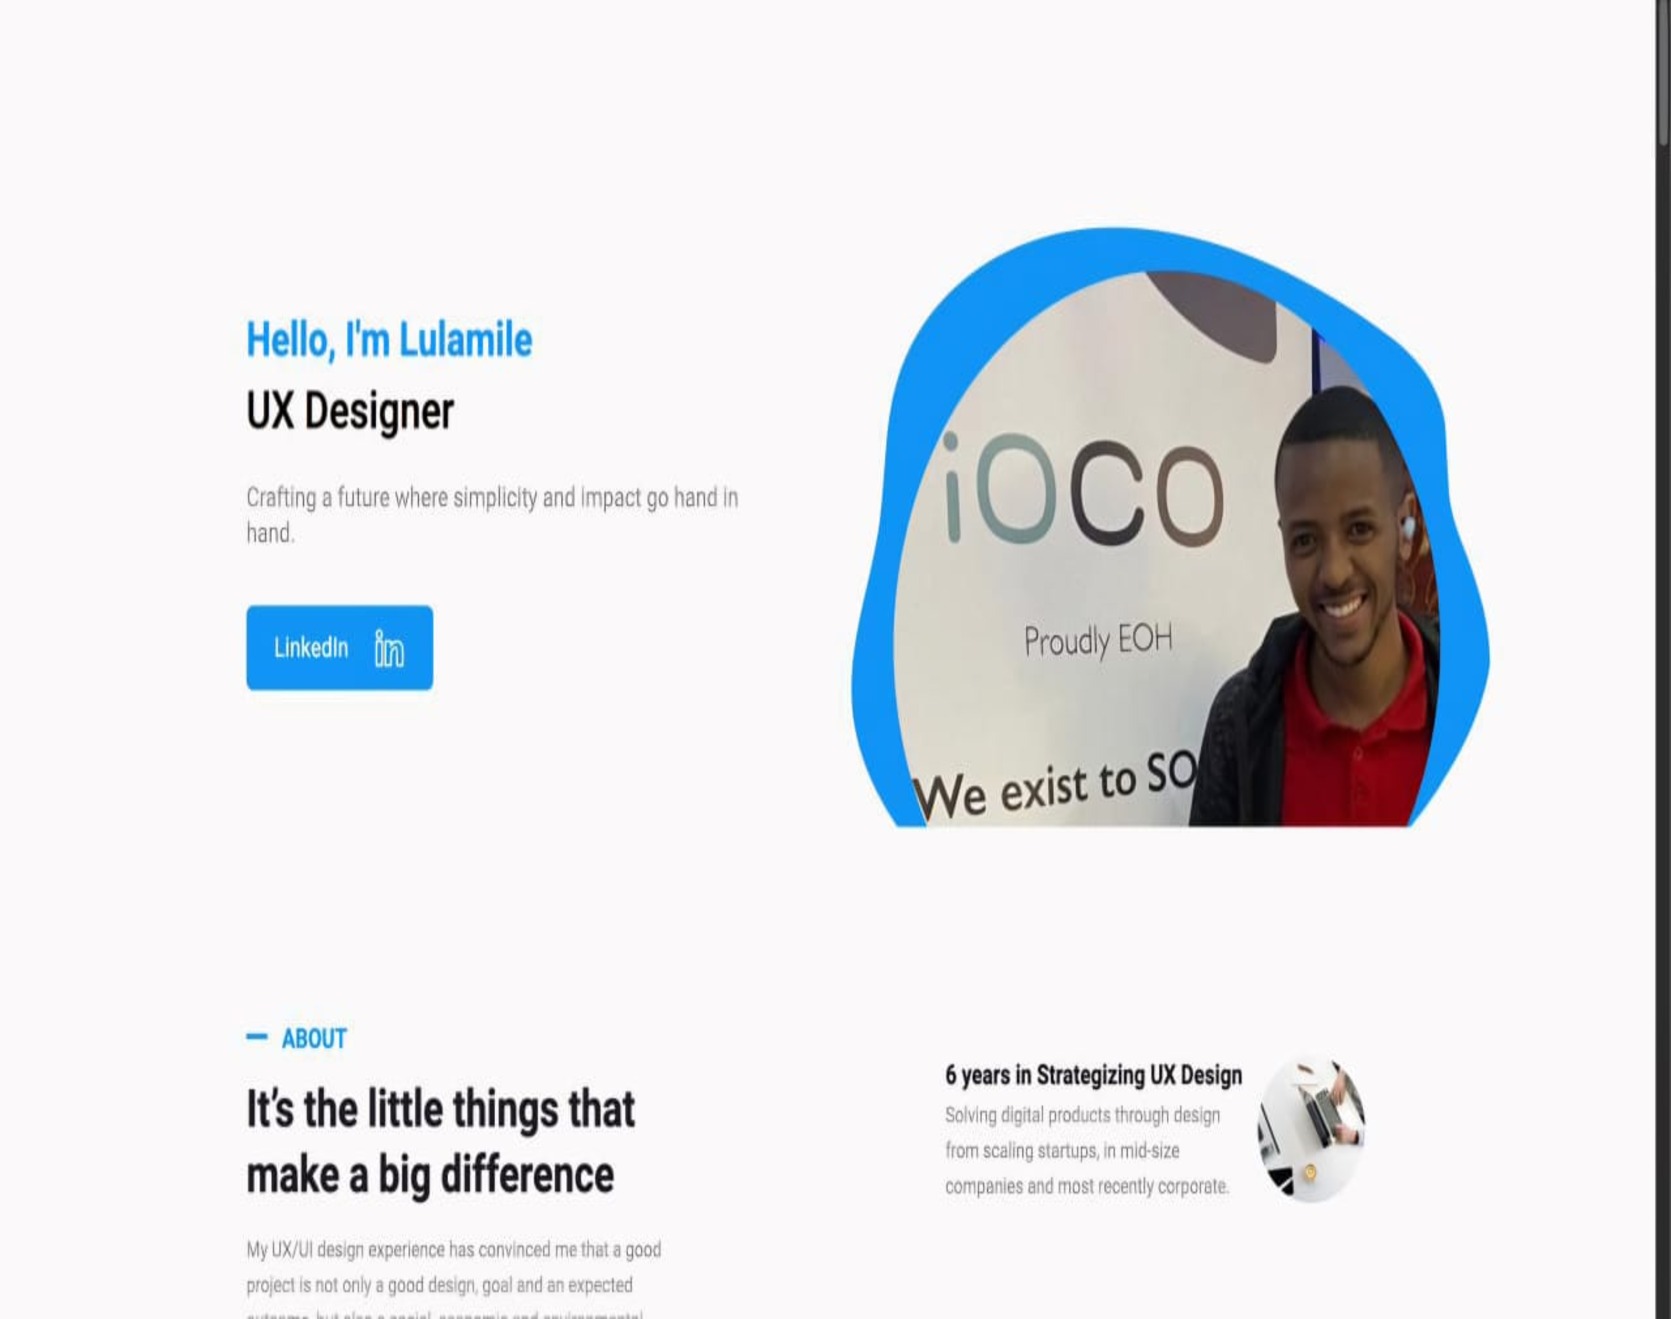 Hello, I'm Lulamile
UX Designer
Crafting a future where simplicity and impact go hand in
hand.
LinkedIn in
iOCO
Proudly EOH
We exist to SO
ABOUT
It’s the little things that
make a big difference
My UX/UI design experience has convinced me that a good
project is not only a good design, goal and an expected
6 years in Strategizing UX Design
Solving digital products through design
from scaling startups, in mid-size
companies and most recently corporate.